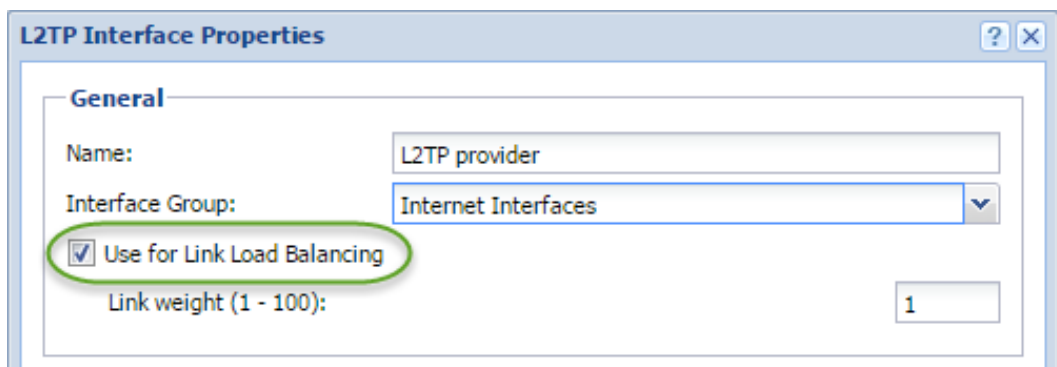 L2TP Interface Properties
?
General
Name: L2TP provider
Interface Group: Internet Interfaces
Use for Link Load Balancing
Link weight (1 - 100): 1